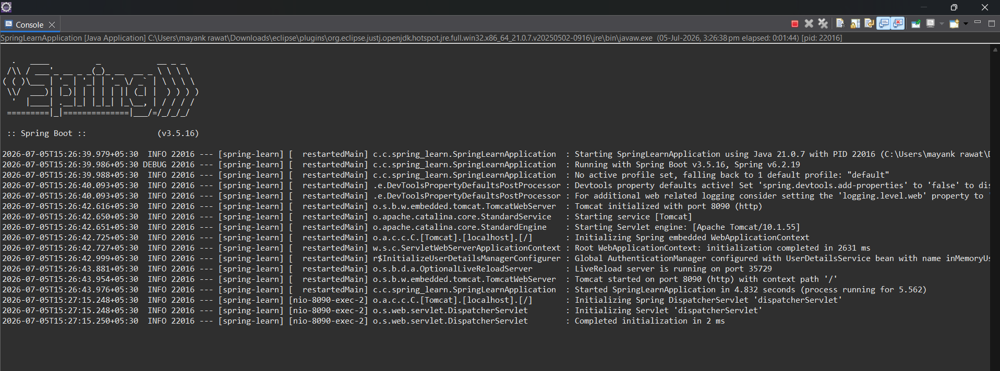 Console
SpringLearnApplication [Java Application] C:\Users\mayank rawat\Downloads\eclipse\plugins\org.eclipse.justj.openjdk.hotspot.jre.full.win32.x86_64_21.0.7.v20250502-0916\jre\bin\javaw.exe (05-Jul-2026, 3:26:38 pm elapsed: 0:01:44) [pid: 22016]
  .   ____          _            __ _ _
 /\\ / ___'_ __ _ _(_)_ __  __ _ \ \ \ \
( ( )\___ | '_ | '_| | '_ \/ _` | \ \ \ \
 \\/  ___)| |_)| | | | | || (_| |  ) ) ) )
  '  |____| .__|_| |_|_| |_\__, | / / / /
 =========|_|==============|___/=/_/_/_/
 :: Spring Boot ::               (v3.5.16)
2026-07-05T15:26:39.979+05:30  INFO 22016 --- [spring-learn] [  restartedMain] c.c.spring_learn.SpringLearnApplication  : Starting SpringLearnApplication using Java 21.0.7 with PID 22016 (C:\Users\mayank rawat\
2026-07-05T15:26:39.986+05:30 DEBUG 22016 --- [spring-learn] [  restartedMain] c.c.spring_learn.SpringLearnApplication  : Running with Spring Boot v3.5.16, Spring v6.2.19
2026-07-05T15:26:39.988+05:30  INFO 22016 --- [spring-learn] [  restartedMain] c.c.spring_learn.SpringLearnApplication  : No active profile set, falling back to 1 default profile: "default"
2026-07-05T15:26:40.093+05:30  INFO 22016 --- [spring-learn] [  restartedMain] .e.DevToolsPropertyDefaultsPostProcessor : Devtools property defaults active! Set 'spring.devtools.add-properties' to 'false' to dis
2026-07-05T15:26:40.093+05:30  INFO 22016 --- [spring-learn] [  restartedMain] .e.DevToolsPropertyDefaultsPostProcessor : For additional web related logging consider setting the 'logging.level.web' property to '
2026-07-05T15:26:42.616+05:30  INFO 22016 --- [spring-learn] [  restartedMain] o.s.b.w.embedded.tomcat.TomcatWebServer  : Tomcat initialized with port 8090 (http)
2026-07-05T15:26:42.650+05:30  INFO 22016 --- [spring-learn] [  restartedMain] o.apache.catalina.core.StandardService   : Starting service [Tomcat]
2026-07-05T15:26:42.651+05:30  INFO 22016 --- [spring-learn] [  restartedMain] o.apache.catalina.core.StandardEngine    : Starting Servlet engine: [Apache Tomcat/10.1.55]
2026-07-05T15:26:42.725+05:30  INFO 22016 --- [spring-learn] [  restartedMain] o.a.c.c.C.[Tomcat].[localhost].[/]       : Initializing Spring embedded WebApplicationContext
2026-07-05T15:26:42.727+05:30  INFO 22016 --- [spring-learn] [  restartedMain] w.s.c.ServletWebServerApplicationContext : Root WebApplicationContext: initialization completed in 2631 ms
2026-07-05T15:26:42.999+05:30  INFO 22016 --- [spring-learn] [  restartedMain] r$InitializeUserDetailsManagerConfigurer : Global AuthenticationManager configured with UserDetailsService bean with name inMemoryUs
2026-07-05T15:26:43.881+05:30  INFO 22016 --- [spring-learn] [  restartedMain] o.s.b.d.a.OptionalLiveReloadServer       : LiveReload server is running on port 35729
2026-07-05T15:26:43.954+05:30  INFO 22016 --- [spring-learn] [  restartedMain] o.s.b.w.embedded.tomcat.TomcatWebServer  : Tomcat started on port 8090 (http) with context path '/'
2026-07-05T15:26:43.976+05:30  INFO 22016 --- [spring-learn] [  restartedMain] c.c.spring_learn.SpringLearnApplication  : Started SpringLearnApplication in 4.832 seconds (process running for 5.562)
2026-07-05T15:27:15.248+05:30  INFO 22016 --- [spring-learn] [nio-8090-exec-2] o.a.c.c.C.[Tomcat].[localhost].[/]       : Initializing Spring DispatcherServlet 'dispatcherServlet'
2026-07-05T15:27:15.248+05:30  INFO 22016 --- [spring-learn] [nio-8090-exec-2] o.s.web.servlet.DispatcherServlet        : Initializing Servlet 'dispatcherServlet'
2026-07-05T15:27:15.250+05:30  INFO 22016 --- [spring-learn] [nio-8090-exec-2] o.s.web.servlet.DispatcherServlet        : Completed initialization in 2 ms